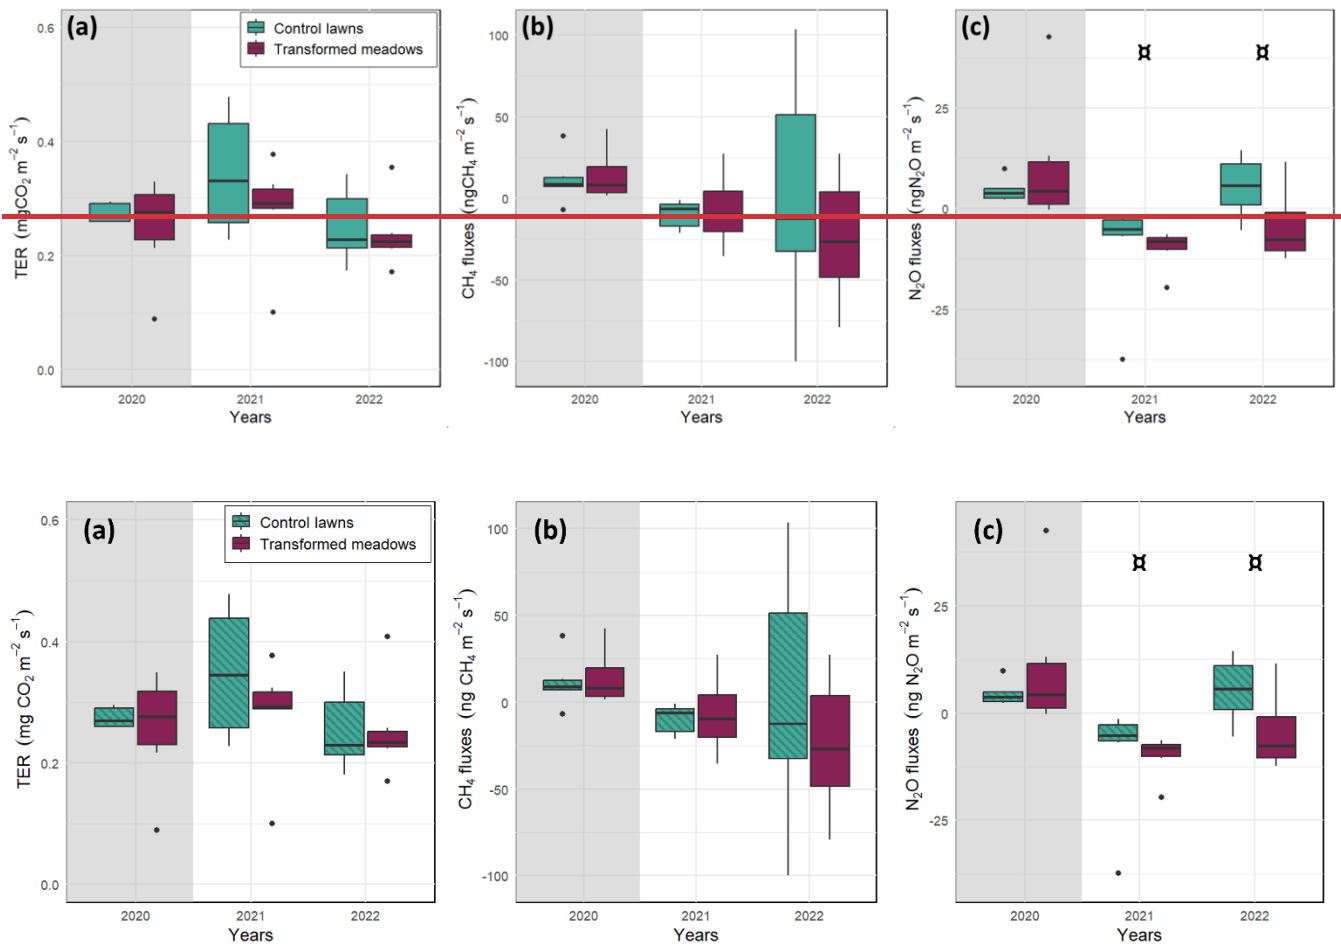 (a)
Control lawns
Transformed meadows
0.6
0.4
0.2
0.0
TER (mgCO₂ m⁻² s⁻¹)
2020 2021 2022
Years
(b)
100
50
0
-50
-100
CH₄ fluxes (ngCH₄ m⁻² s⁻¹)
2020 2021 2022
Years
(c)
¤ ¤
25
0
-25
N₂O fluxes (ngN₂O m⁻² s⁻¹)
2020 2021 2022
Years
(a)
Control lawns
Transformed meadows
0.6
0.4
0.2
0.0
TER (mg CO₂ m⁻² s⁻¹)
2020 2021 2022
Years
(b)
100
50
0
-50
-100
CH₄ fluxes (ng CH₄ m⁻² s⁻¹)
2020 2021 2022
Years
(c)
¤ ¤
25
0
-25
N₂O fluxes (ng N₂O m⁻² s⁻¹)
2020 2021 2022
Years